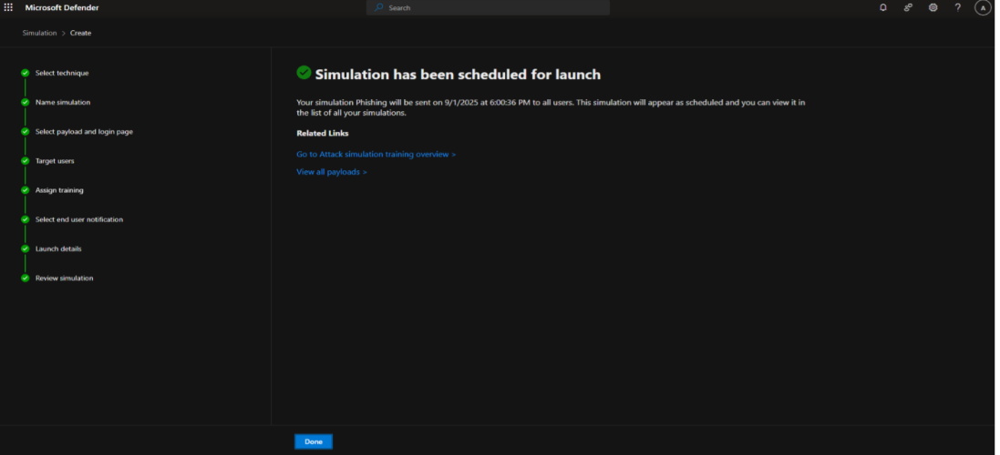 Microsoft Defender
Search
?
A
Simulation > Create
Select technique
Name simulation
Select payload and login page
Target users
Assign training
Select end user notification
Launch details
Review simulation
Simulation has been scheduled for launch
Your simulation Phishing will be sent on 9/1/2025 at 6:00:36 PM to all users. This simulation will appear as scheduled and you can view it in
the list of all your simulations.
Related Links
Go to Attack simulation training overview >
View all payloads >
Done